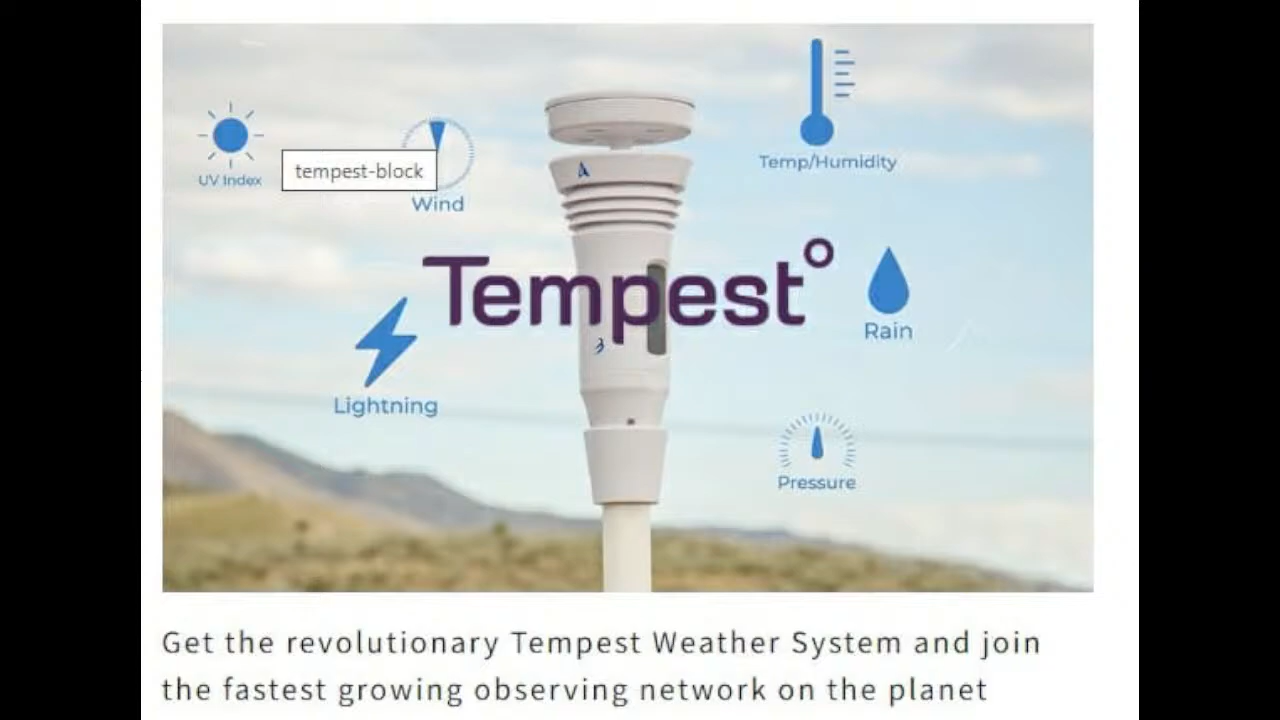 UV Index
tempest-block
Wind
Temp/Humidity
Tempest°
Rain
Lightning
Pressure
Get the revolutionary Tempest Weather System and join
the fastest growing observing network on the planet